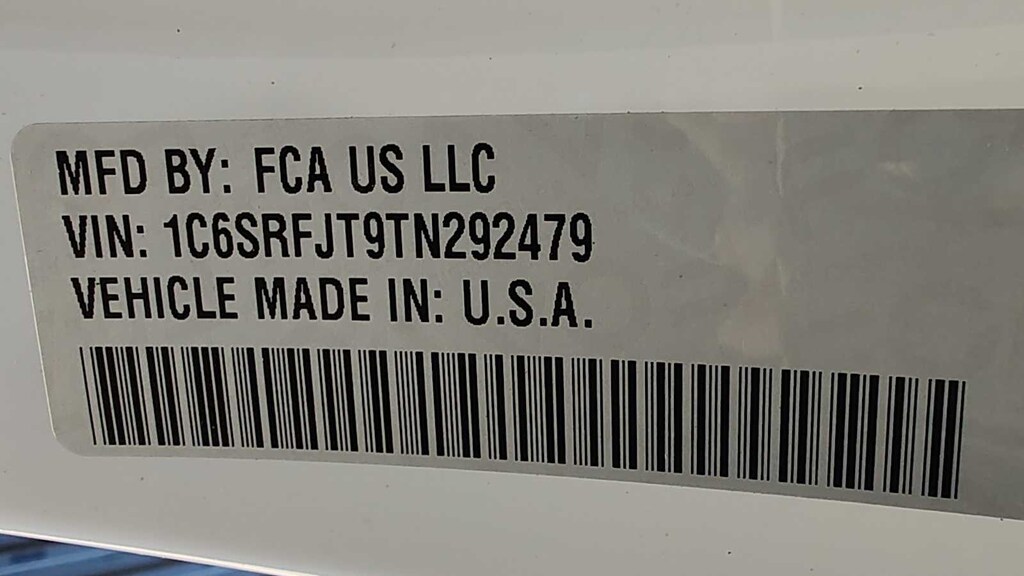 MFD BY: FCA US LLC
VIN: 1C6SRFJT9TN292479
VEHICLE MADE IN: U.S.A.